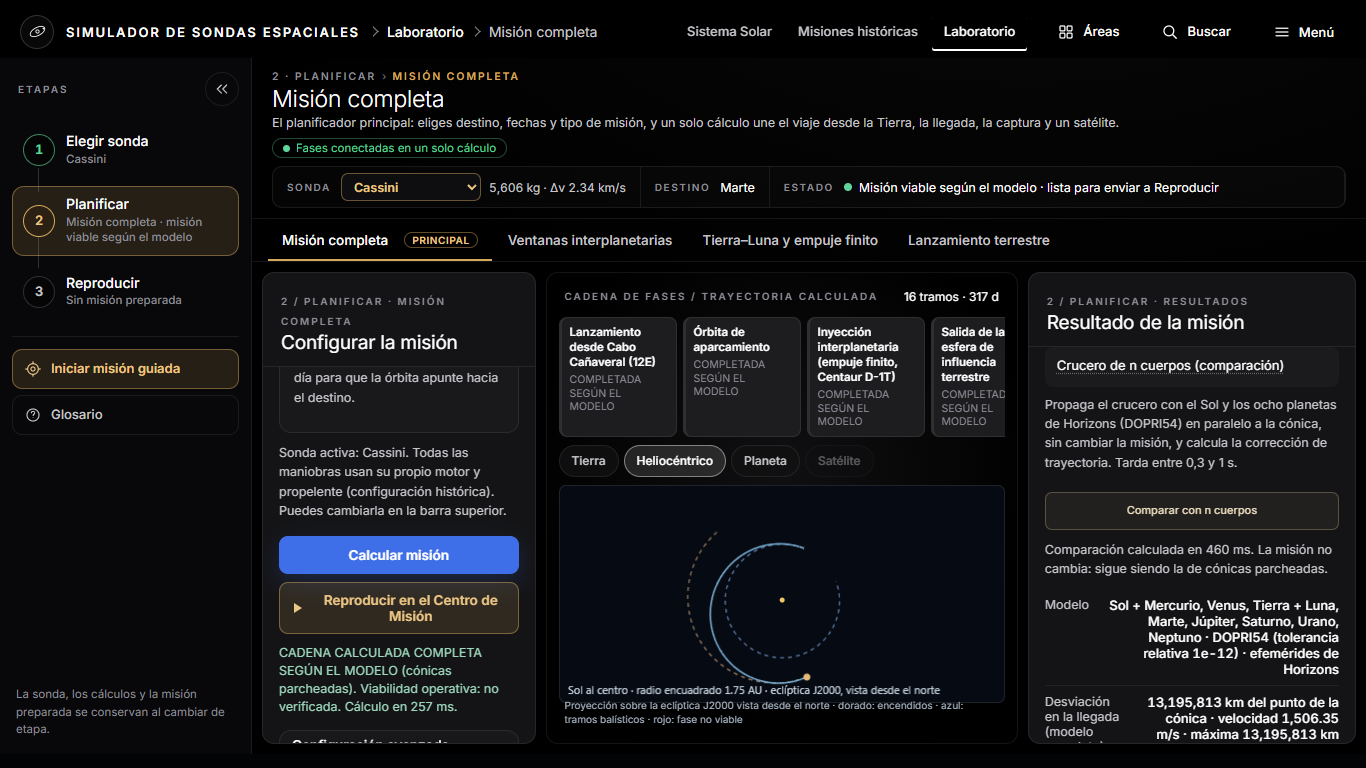 SIMULADOR DE SONDAS ESPACIALES > Laboratorio > Misión completa
Sistema Solar
Misiones históricas
Laboratorio
Áreas
Buscar
Menú
ETAPAS
1
Elegir sonda
Cassini
2
Planificar
Misión completa · misión
viable según el modelo
3
Reproducir
Sin misión preparada
Iniciar misión guiada
Glosario
La sonda, los cálculos y la misión
preparada se conservan al cambiar de
etapa.
2 · PLANIFICAR › MISIÓN COMPLETA
Misión completa
El planificador principal: eliges destino, fechas y tipo de misión, y un solo cálculo une el viaje desde la Tierra, la llegada, la captura y un satélite.
Fases conectadas en un solo cálculo
SONDA
Cassini
5,606 kg · Δv 2.34 km/s
DESTINO Marte
ESTADO
Misión viable según el modelo · lista para enviar a Reproducir
Misión completa
PRINCIPAL
Ventanas interplanetarias
Tierra–Luna y empuje finito
Lanzamiento terrestre
2 / PLANIFICAR · MISIÓN
COMPLETA
Configurar la misión
día para que la órbita apunte hacia
el destino.
Sonda activa: Cassini. Todas las
maniobras usan su propio motor y
propelente (configuración histórica).
Puedes cambiarla en la barra superior.
Calcular misión
Reproducir en el Centro de
Misión
CADENA CALCULADA COMPLETA
SEGÚN EL MODELO (cónicas
parcheadas). Viabilidad operativa: no
verificada. Cálculo en 257 ms.
Configuración avanzada
CADENA DE FASES / TRAYECTORIA CALCULADA
16 tramos · 317 d
Lanzamiento
desde Cabo
Cañaveral (12E)
COMPLETADA
SEGÚN EL
MODELO
Órbita de
aparcamiento
COMPLETADA
SEGÚN EL
MODELO
Inyección
interplanetaria
(empuje finito,
Centaur D-1T)
COMPLETADA
SEGÚN EL
MODELO
Salida de la
esfera de
influencia
terrestre
COMPLETAD
SEGÚN EL
MODELO
Tierra
Heliocéntrico
Planeta
Satélite
Sol al centro · radio encuadrado 1.75 AU · eclíptica J2000, vista desde el norte
Proyección sobre la eclíptica J2000 vista desde el norte · dorado: encendidos · azul:
tramos balísticos · rojo: fase no viable
2 / PLANIFICAR · RESULTADOS
Resultado de la misión
Crucero de n cuerpos (comparación)
Propaga el crucero con el Sol y los ocho planetas
de Horizons (DOPRI54) en paralelo a la cónica,
sin cambiar la misión, y calcula la corrección de
trayectoria. Tarda entre 0,3 y 1 s.
Comparar con n cuerpos
Comparación calculada en 460 ms. La misión no
cambia: sigue siendo la de cónicas parcheadas.
Modelo
Sol + Mercurio, Venus, Tierra + Luna,
Marte, Júpiter, Saturno, Urano,
Neptuno · DOPRI54 (tolerancia
relativa 1e-12) · efemérides de
Horizons
Desviación
en la llegada
(modelo
13,195,813 km del punto de la
cónica · velocidad 1,506.35
m/s · máxima 13,195,813 km